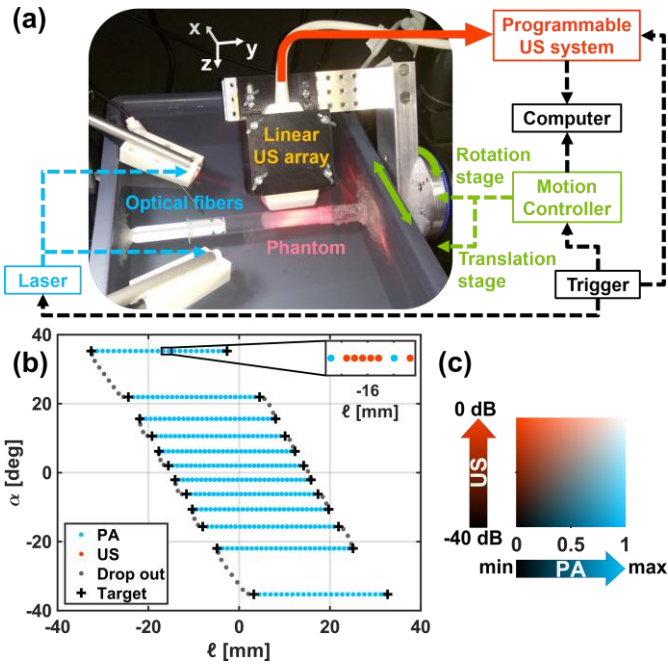 (a)
x
y
z
Programmable
US system
Linear
US array
Computer
Rotation
stage
Optical fibers
Motion
Controller
Phantom
Translation
stage
Laser
Trigger
(b)
40
20
0
-20
-40
α [deg]
-16
ℓ [mm]
PA
US
Drop out
Target
-40
-20
0
20
40
ℓ [mm]
(c)
0 dB
US
-40 dB
0
0.5
1
min
PA
max